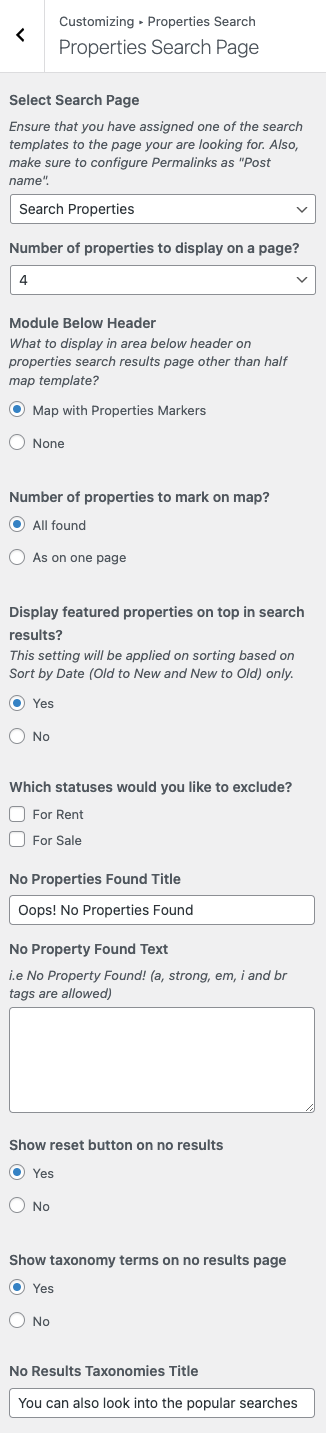 Customizing ▸ Properties Search
Properties Search Page
Select Search Page
Ensure that you have assigned one of the search
templates to the page your are looking for. Also,
make sure to configure Permalinks as "Post
name".
Search Properties
Number of properties to display on a page?
4
Module Below Header
What to display in area below header on
properties search results page other than half
map template?
Map with Properties Markers
None
Number of properties to mark on map?
All found
As on one page
Display featured properties on top in search
results?
This setting will be applied on sorting based on
Sort by Date (Old to New and New to Old) only.
Yes
No
Which statuses would you like to exclude?
For Rent
For Sale
No Properties Found Title
Oops! No Properties Found
No Property Found Text
i.e No Property Found! (a, strong, em, i and br
tags are allowed)
Show reset button on no results
Yes
No
Show taxonomy terms on no results page
Yes
No
No Results Taxonomies Title
You can also look into the popular searches